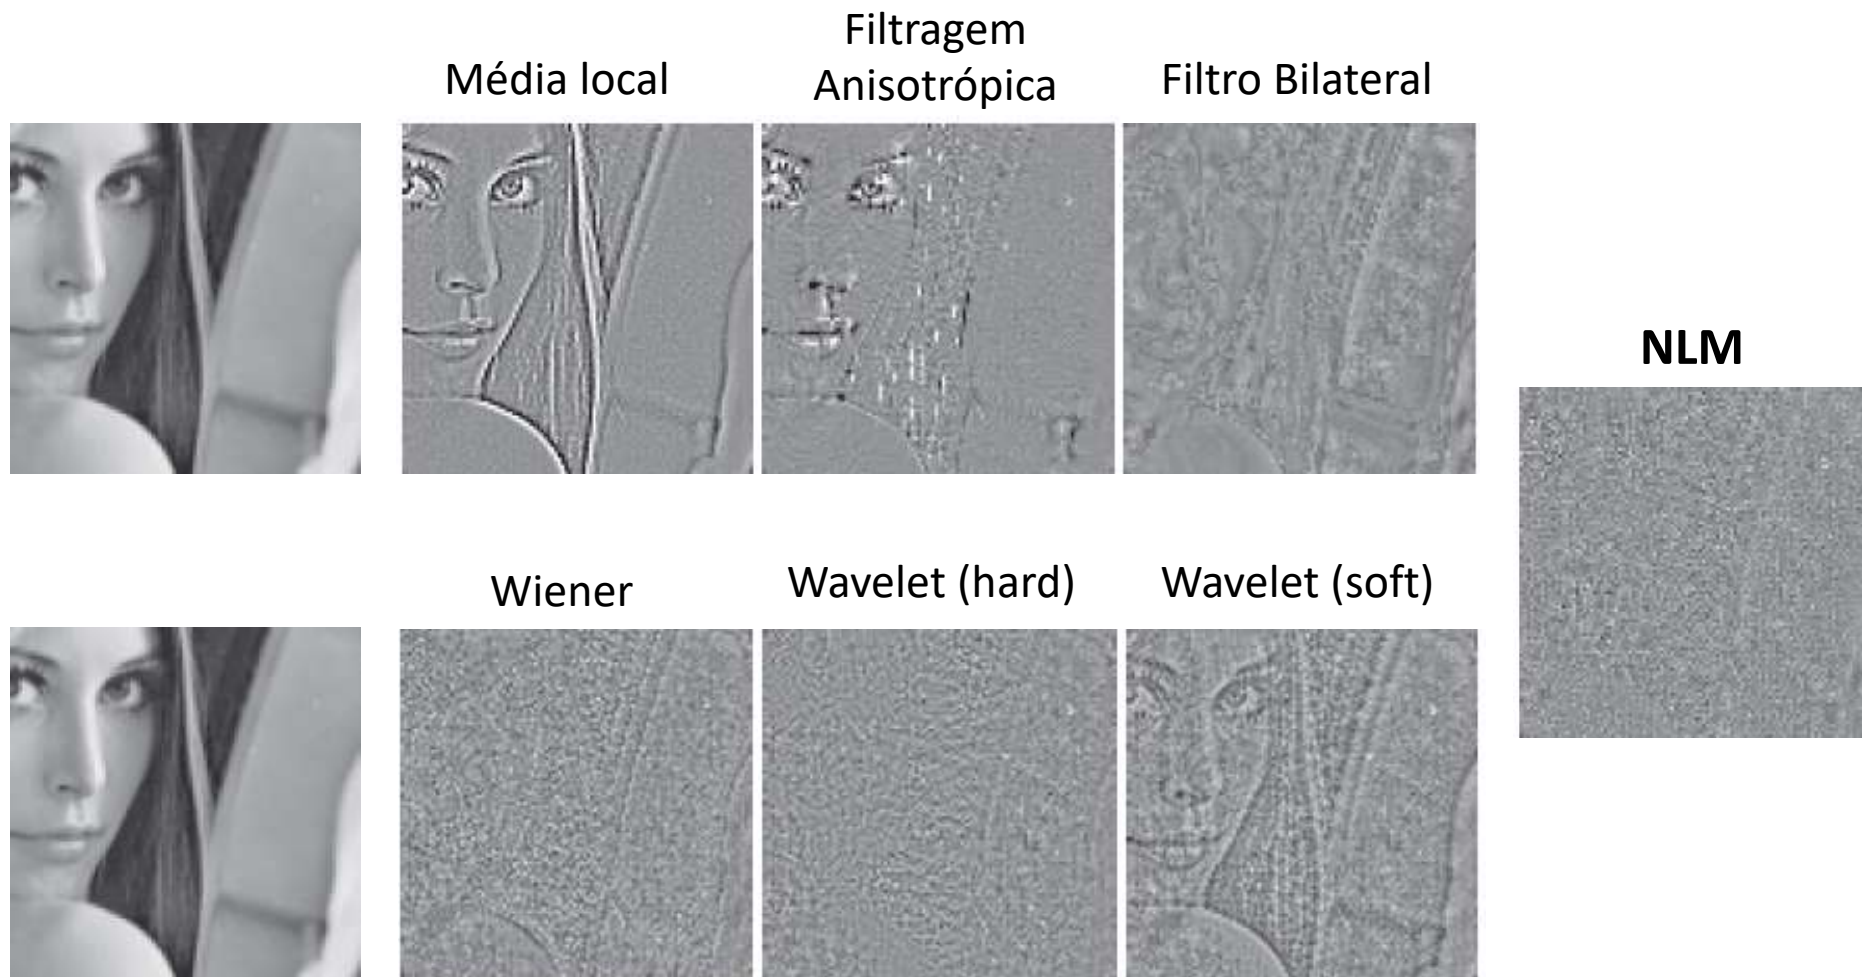 Média local
Filtragem
Anisotrópica
Filtro Bilateral
NLM
Wiener
Wavelet (hard)
Wavelet (soft)